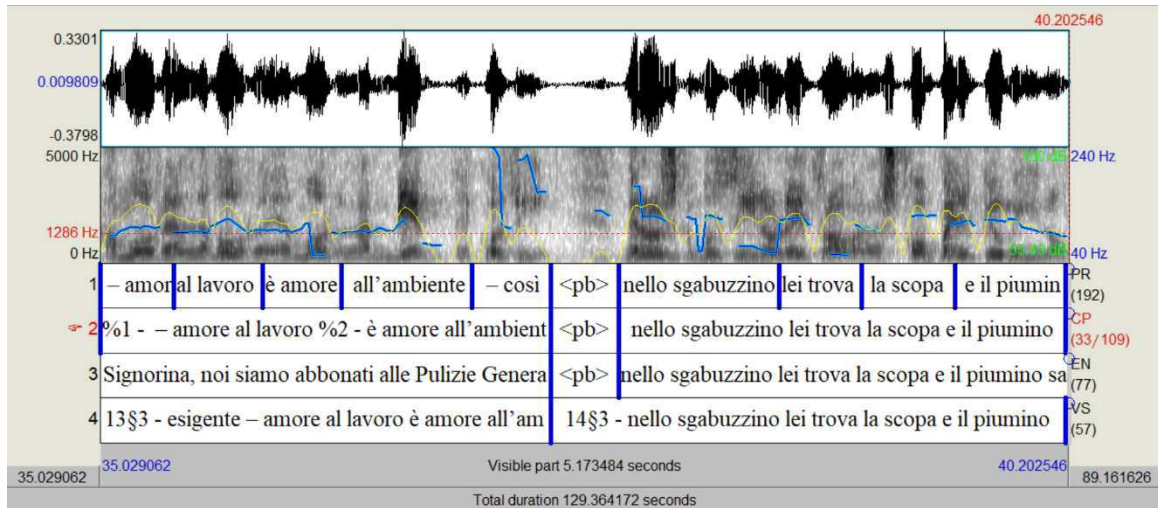 40.202546
0.3301
0.009809
-0.3798
5000 Hz 240 Hz
1286 Hz
0 Hz 40 Hz
1 – amor al lavoro è amore all'ambiente – così <pb> nello sgabuzzino lei trova la scopa e il piumin PR (192)
2 %1 - – amore al lavoro %2 - è amore all'ambient <pb> nello sgabuzzino lei trova la scopa e il piumino CP (33/109)
3 Signorina, noi siamo abbonati alle Pulizie Genera <pb> nello sgabuzzino lei trova la scopa e il piumino sa EN (77)
4 13§3 - esigente – amore al lavoro è amore all'am 14§3 - nello sgabuzzino lei trova la scopa e il piumino VS (57)
35.029062 Visible part 5.173484 seconds 40.202546
35.029062 89.161626
Total duration 129.364172 seconds